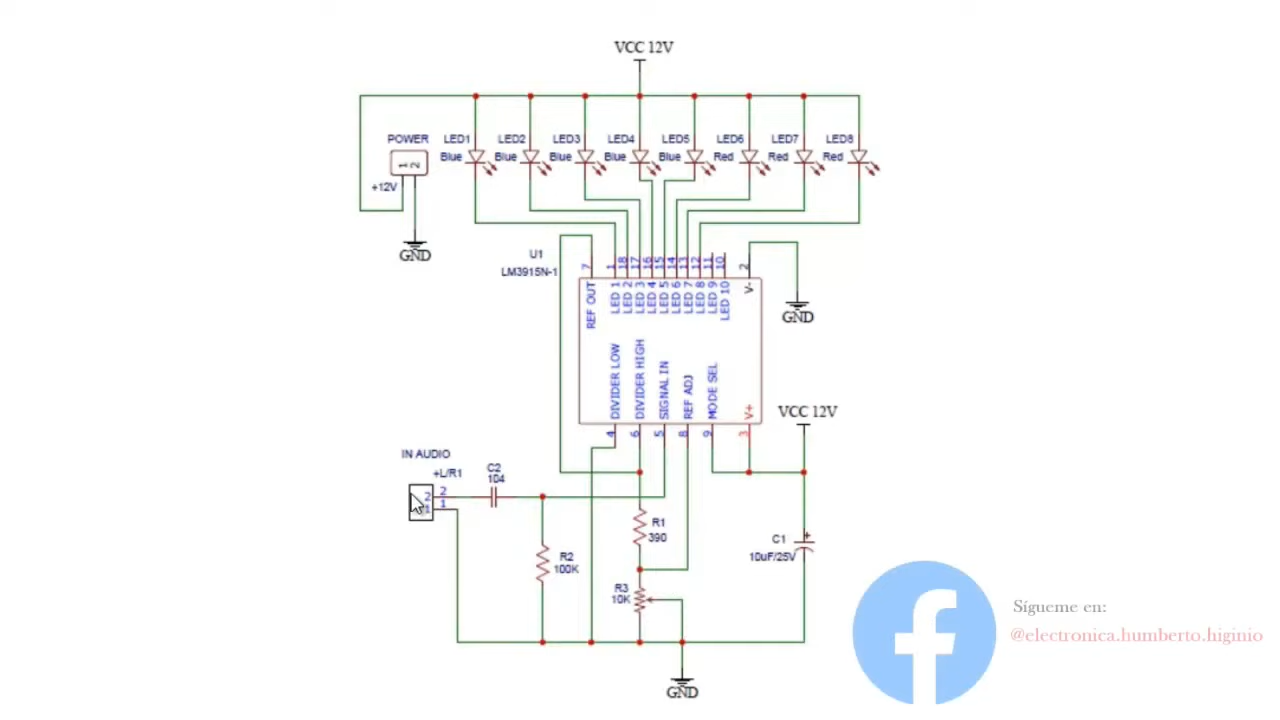 VCC 12V
POWER LED1 LED2 LED3 LED4 LED5 LED6 LED7 LED8
Blue Blue Blue Blue Blue Red Red Red
1 2
+12V
GND
U1
LM3915N-1
7 1 18 17 16 15 14 13 12 11 10 2
REF OUT LED 1 LED 2 LED 3 LED 4 LED 5 LED 6 LED 7 LED 8 LED 9 LED 10 V-
GND
DIVIDER LOW DIVIDER HIGH SIGNAL IN REF ADJ MODE SEL V+
4 6 5 8 9 3
VCC 12V
IN AUDIO
+L/R1
C2
104
2 2
1 1
R1
390
R2
100K
R3
10K
C1
10uF/25V
+
GND
f
Sígueme en:
@electronica.humberto.higinio